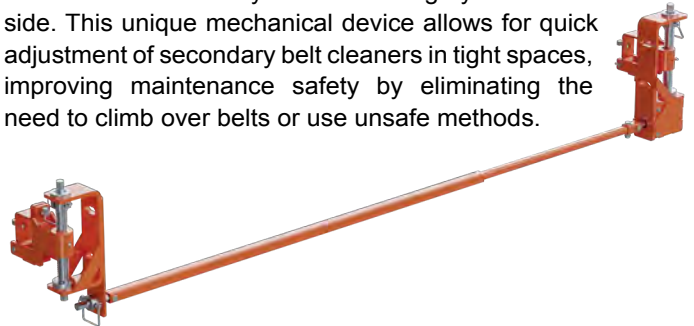 side. This unique mechanical device allows for quick
adjustment of secondary belt cleaners in tight spaces,
improving maintenance safety by eliminating the
need to climb over belts or use unsafe methods.